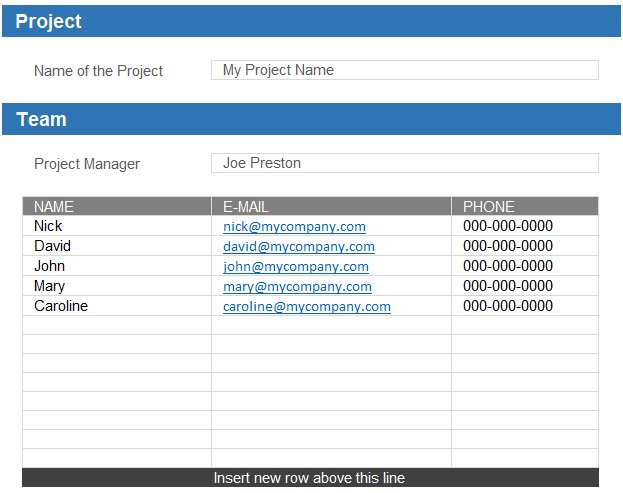 Project
Name of the Project My Project Name
Team
Project Manager Joe Preston
NAME E-MAIL PHONE
Nick nick@mycompany.com 000-000-0000
David david@mycompany.com 000-000-0000
John john@mycompany.com 000-000-0000
Mary mary@mycompany.com 000-000-0000
Caroline caroline@mycompany.com 000-000-0000
Insert new row above this line